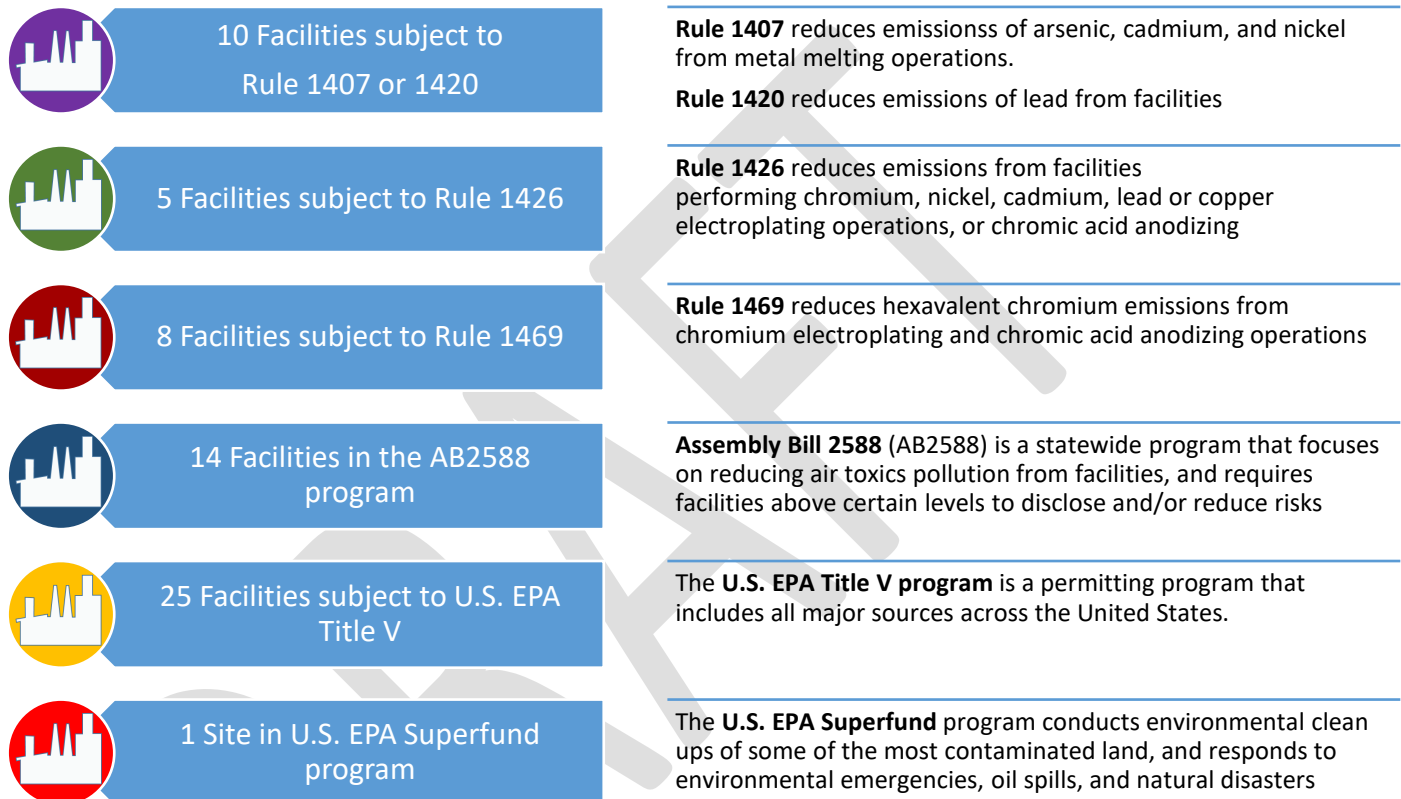 10 Facilities subject to
Rule 1407 or 1420
Rule 1407 reduces emissionss of arsenic, cadmium, and nickel
from metal melting operations.
Rule 1420 reduces emissions of lead from facilities
5 Facilities subject to Rule 1426
Rule 1426 reduces emissions from facilities
performing chromium, nickel, cadmium, lead or copper
electroplating operations, or chromic acid anodizing
8 Facilities subject to Rule 1469
Rule 1469 reduces hexavalent chromium emissions from
chromium electroplating and chromic acid anodizing operations
14 Facilities in the AB2588
program
Assembly Bill 2588 (AB2588) is a statewide program that focuses
on reducing air toxics pollution from facilities, and requires
facilities above certain levels to disclose and/or reduce risks
25 Facilities subject to U.S. EPA
Title V
The U.S. EPA Title V program is a permitting program that
includes all major sources across the United States.
1 Site in U.S. EPA Superfund
program
The U.S. EPA Superfund program conducts environmental clean
ups of some of the most contaminated land, and responds to
environmental emergencies, oil spills, and natural disasters
DRAFT